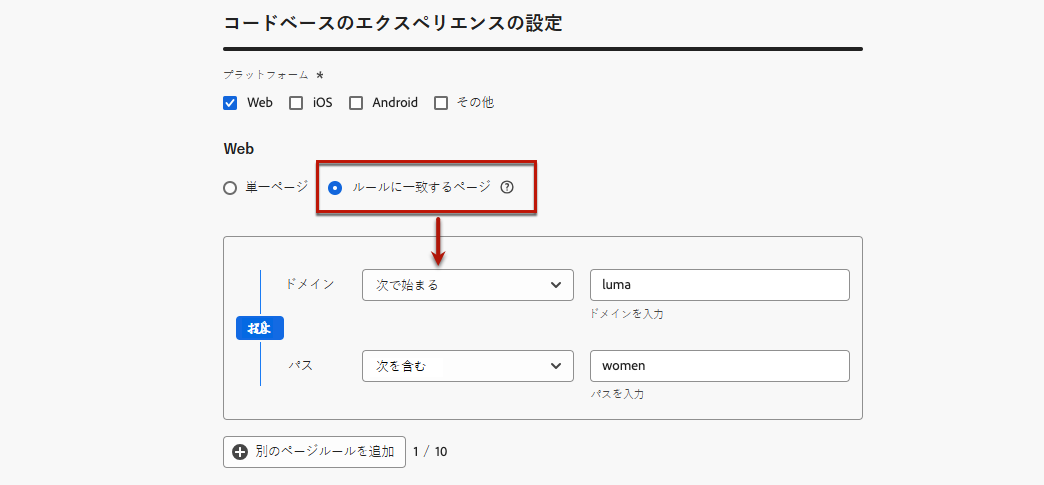 コードベースのエクスペリエンスの設定
プラットフォーム *
Web iOS Android その他
Web
単一ページ ルールに一致するページ ?
ドメイン 次で始まる luma
ドメインを入力
および
パス 次を含む women
パスを入力
別のページルールを追加 1 / 10